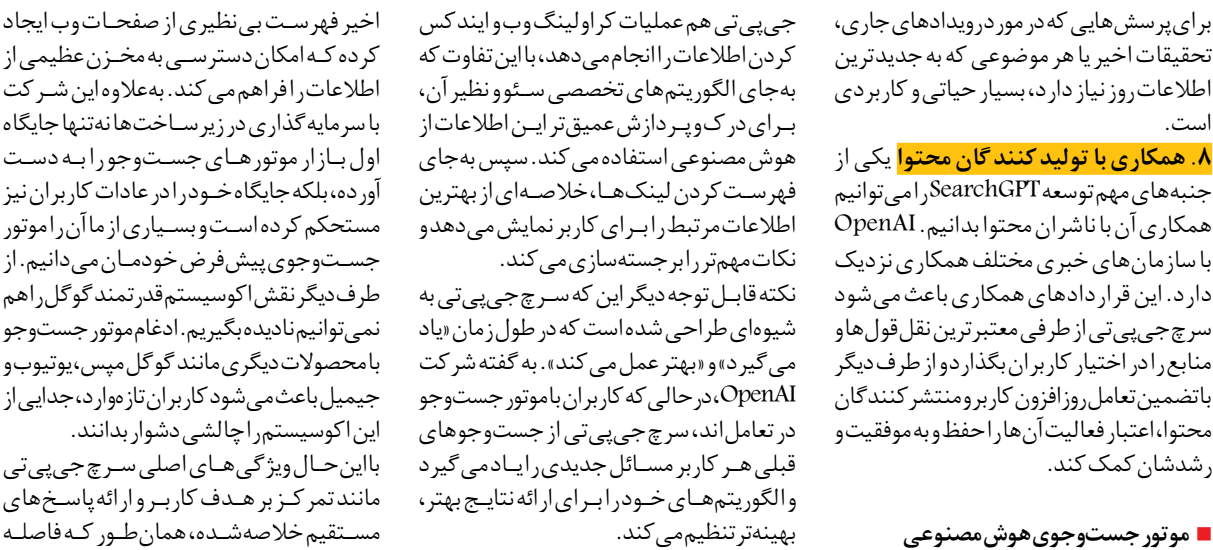 برای پرسش‌هایی که در مورد رویدادهای جاری،
تحقیقات اخیر یا هر موضوعی که به جدیدترین
اطلاعات روز نیاز دارد، بسیار حیاتی و کاربردی
است.
۸. همکاری با تولیدکنندگان محتوا یکی از
جنبه‌های مهم توسعه SearchGPT را می‌توانیم
همکاری آن با ناشران محتوا بدانیم. OpenAI
با سازمان‌های خبری مختلف همکاری نزدیک
دارد. این قراردادهای همکاری باعث می‌شود
سرچ جی‌پی‌تی از طرفی معتبرترین نقل‌قول‌ها و
منابع را در اختیار کاربران بگذارد و از طرف دیگر
با تضمین تعامل روزافزون کاربر و منتشرکنندگان
محتوا، اعتبار فعالیت آن‌ها را حفظ و به موفقیت و
رشدشان کمک کند.
■ موتور جست‌وجوی هوش مصنوعی
جی‌پی‌تی هم عملیات کراولینگ وب و ایندکس
کردن اطلاعات را انجام می‌دهد، با این تفاوت که
به‌جای الگوریتم‌های تخصصی سئو و نظیر آن،
برای درک و پردازش عمیق‌تر این اطلاعات از
هوش مصنوعی استفاده می‌کند. سپس به‌جای
فهرست کردن لینک‌ها، خلاصه‌ای از بهترین
اطلاعات مرتبط را برای کاربر نمایش می‌دهد و
نکات مهم‌تر را برجسته‌سازی می‌کند.
نکته قابل توجه دیگر این که سرچ جی‌پی‌تی به
شیوه‌ای طراحی شده است که در طول زمان «یاد
می‌گیرد» و «بهتر عمل می‌کند». به گفته شرکت
OpenAI، در حالی که کاربران با موتور جست‌وجو
در تعامل‌اند، سرچ جی‌پی‌تی از جست‌وجوهای
قبلی هر کاربر مسائل جدیدی را یاد می‌گیرد
و الگوریتم‌های خود را برای ارائه نتایج بهتر،
بهینه‌تر تنظیم می‌کند.
اخیر فهرست بی‌نظیری از صفحات وب ایجاد
کرده که امکان دسترسی به مخزن عظیمی از
اطلاعات را فراهم می‌کند. به‌علاوه این شرکت
با سرمایه‌گذاری در زیرساخت‌ها نه‌تنها جایگاه
اول بازار موتورهای جست‌وجو را به دست
آورده، بلکه جایگاه خود را در عادات کاربران نیز
مستحکم کرده است و بسیاری از ما آن را موتور
جست‌وجوی پیش‌فرض خودمان می‌دانیم. از
طرف دیگر نقش اکوسیستم قدرتمند گوگل را هم
نمی‌توانیم نادیده بگیریم. ادغام موتور جست‌وجو
با محصولات دیگری مانند گوگل مپس، یوتیوب و
جیمیل باعث می‌شود کاربران تازه‌وارد، جدایی از
این اکوسیستم را چالشی دشوار بدانند.
با این حال ویژگی‌های اصلی سرچ جی‌پی‌تی
مانند تمرکز بر هدف کاربر و ارائه پاسخ‌های
مستقیم خلاصه‌شده، همان‌طور که فاصله